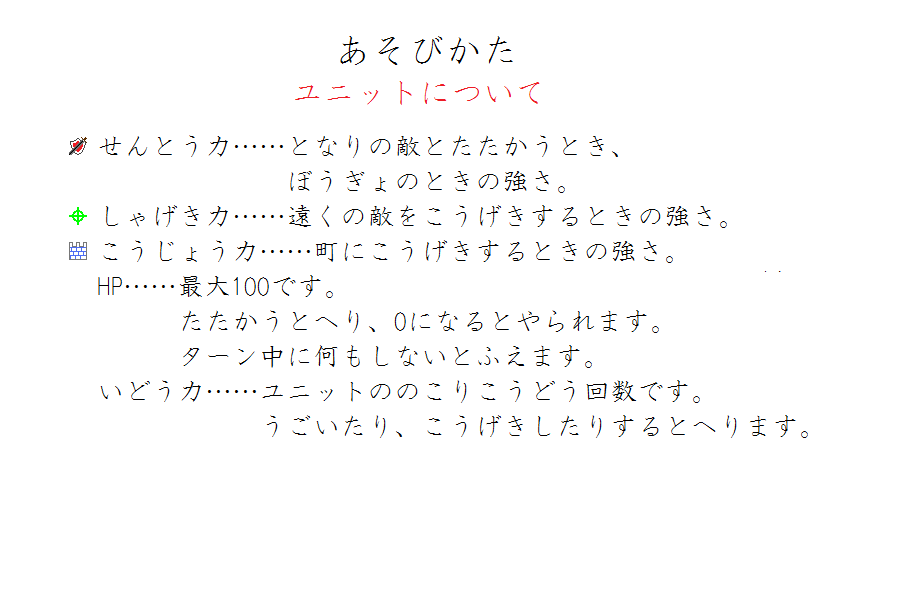 あそびかた
ユニットについて
せんとう力……となりの敵とたたかうとき、
ぼうぎょのときの強さ。
しゃげき力……遠くの敵をこうげきするときの強さ。
こうじょう力……町にこうげきするときの強さ。
HP……最大100です。
たたかうとへり、0になるとやられます。
ターン中に何もしないとふえます。
いどう力……ユニットののこりこうどう回数です。
うごいたり、こうげきしたりするとへります。